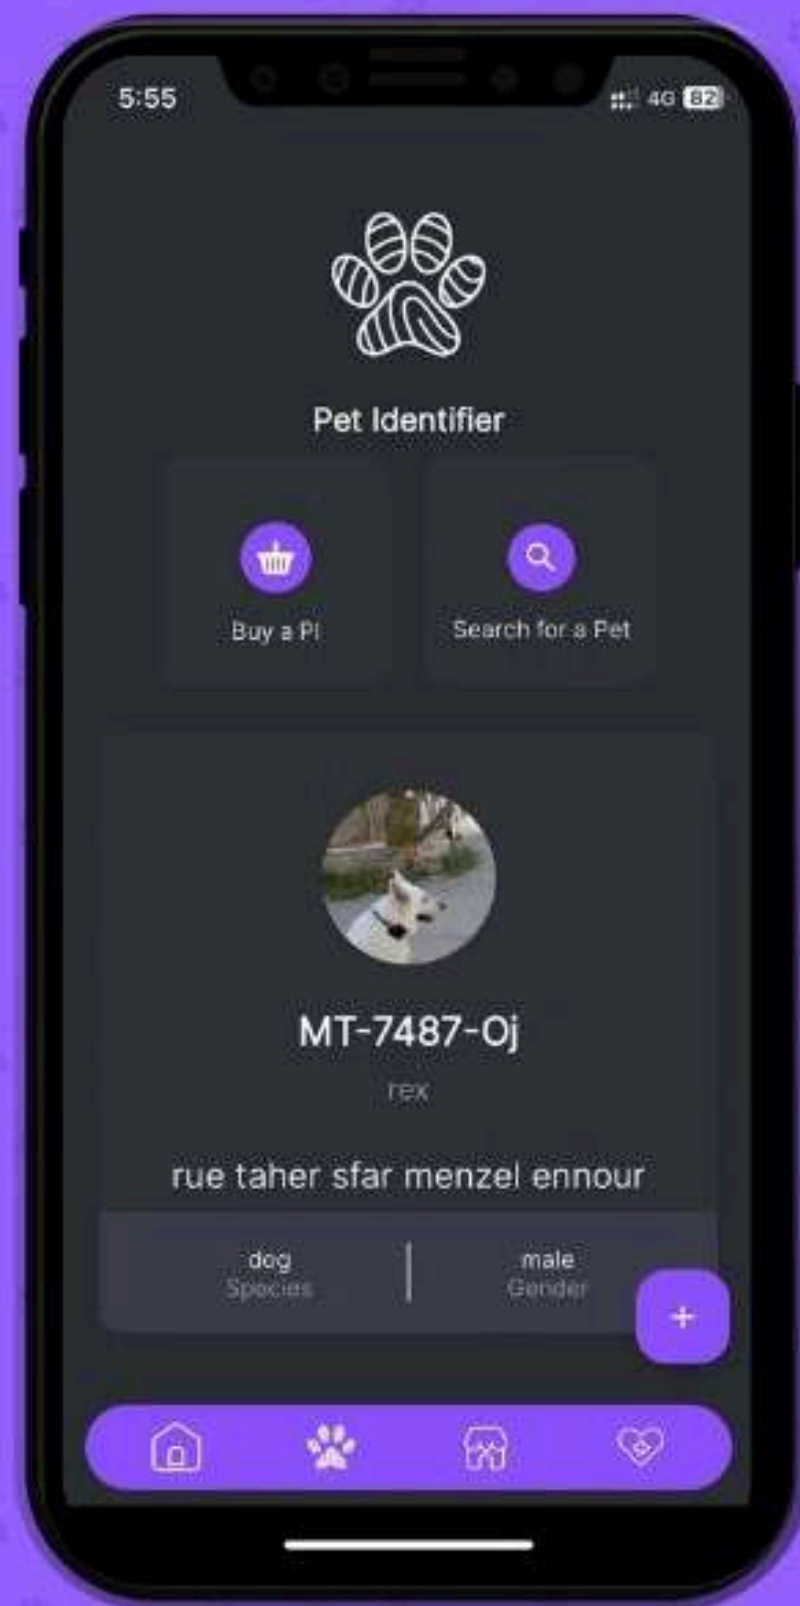 5:55
4G 82
Pet Identifier
Buy a PI
Search for a Pet
MT-7487-Oj
rex
rue taher sfar menzel ennour
dog
Species
male
Gender
+